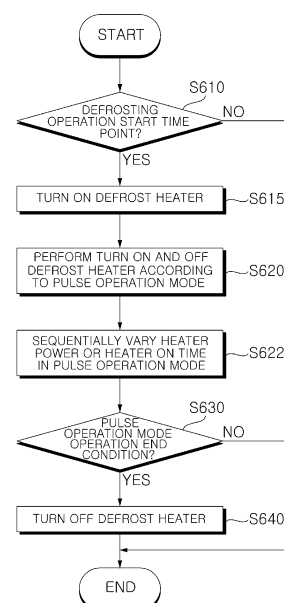 START
S610
DEFROSTING
OPERATION START TIME
POINT?
NO
YES
TURN ON DEFROST HEATER
S615
PERFORM TURN ON AND OFF
DEFROST HEATER ACCORDING
TO PULSE OPERATION MODE
S620
SEQUENTIALLY VARY HEATER
POWER OR HEATER ON TIME
IN PULSE OPERATION MODE
S622
S630
PULSE
OPERATION MODE
OPERATION END
CONDITION?
NO
YES
TURN OFF DEFROST HEATER
S640
END